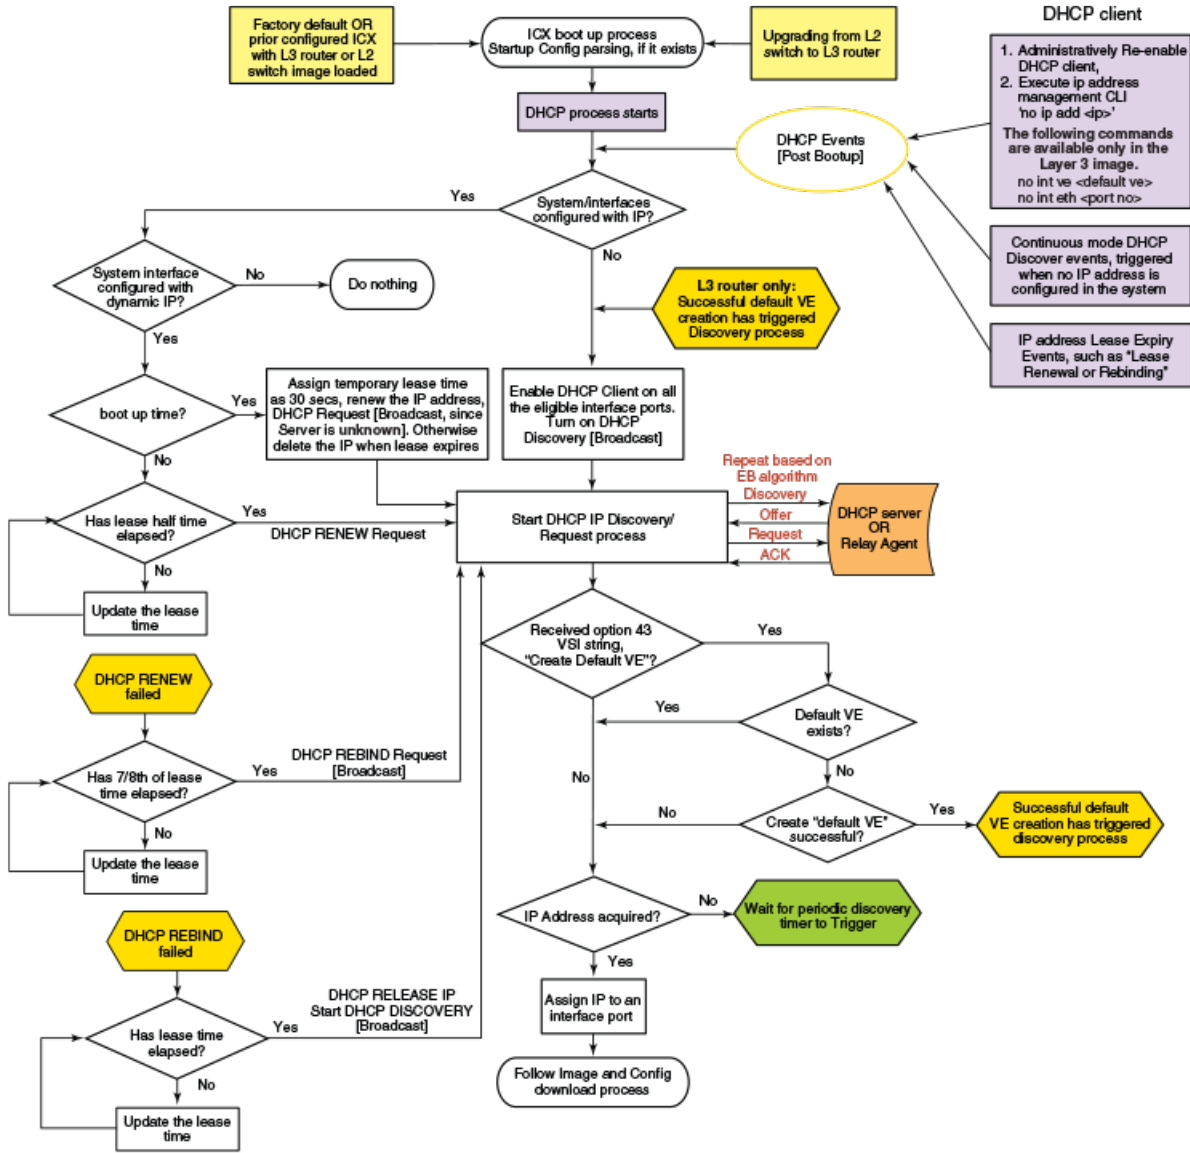 DHCP client
Factory default OR
prior configured ICX
with L3 router or L2
switch image loaded
ICX boot up process
Startup Config parsing, if it exists
Upgrading from L2
switch to L3 router
1. Administratively Re-enable
DHCP client,
2. Execute ip address
management CLI
'no ip add <ip>'
The following commands
are available only in the
Layer 3 image.
no int ve <default ve>
no int eth <port no>
DHCP process starts
DHCP Events
[Post Bootup]
Yes
System/interfaces
configured with IP?
No
Continuous mode DHCP
Discover events, triggered
when no IP address is
configured in the system
System interface
configured with
dynamic IP?
No
Do nothing
L3 router only:
Successful default VE
creation has triggered
Discovery process
Yes
IP address Lease Expiry
Events, such as "Lease
Renewal or Rebinding"
boot up time?
Yes
Assign temporary lease time
as 30 secs, renew the IP address,
DHCP Request [Broadcast, since
Server is unknown]. Otherwise
delete the IP when lease expires
Enable DHCP Client on all
the eligible interface ports.
Turn on DHCP
Discovery [Broadcast]
No
Repeat based on
EB algorithm
Discovery
Offer
Request
ACK
DHCP server
OR
Relay Agent
Has lease half time
elapsed?
Yes
DHCP RENEW Request
Start DHCP IP Discovery/
Request process
No
Update the lease
time
Received option 43
VSI string,
"Create Default VE"?
Yes
DHCP RENEW
failed
Default VE
exists?
Yes
No
Has 7/8th of lease
time elapsed?
Yes
DHCP REBIND Request
[Broadcast]
No
No
Create "default VE"
successful?
No
Yes
Successful default
VE creation has triggered
discovery process
Update the lease
time
IP Address acquired?
No
Wait for periodic discovery
timer to Trigger
Yes
DHCP REBIND
failed
Assign IP to an
interface port
DHCP RELEASE IP
Start DHCP DISCOVERY
[Broadcast]
Has lease time
elapsed?
Yes
No
Follow Image and Config
download process
Update the lease
time